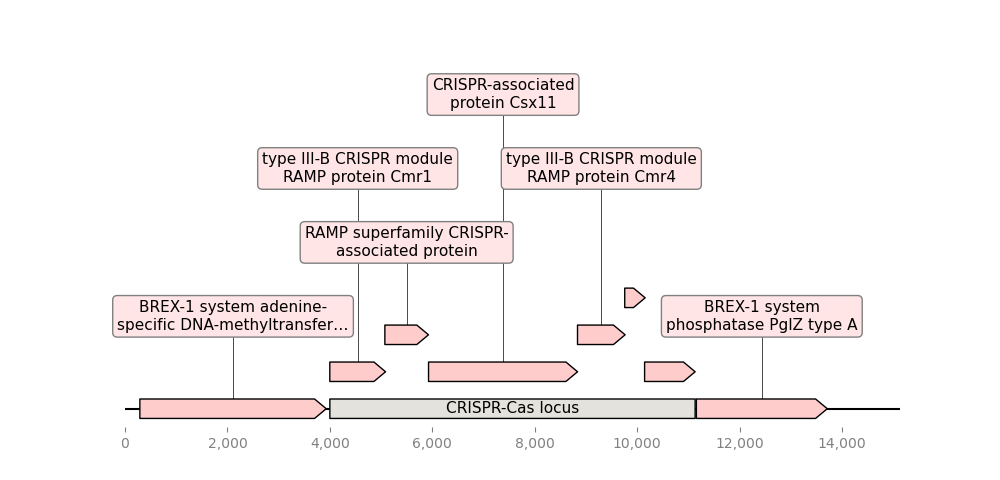 CRISPR-associated
protein Csx11
type III-B CRISPR module
RAMP protein Cmr1
type III-B CRISPR module
RAMP protein Cmr4
RAMP superfamily CRISPR-
associated protein
BREX-1 system adenine-
specific DNA-methyltransfer…
BREX-1 system
phosphatase PglZ type A
CRISPR-Cas locus
0 2,000 4,000 6,000 8,000 10,000 12,000 14,000